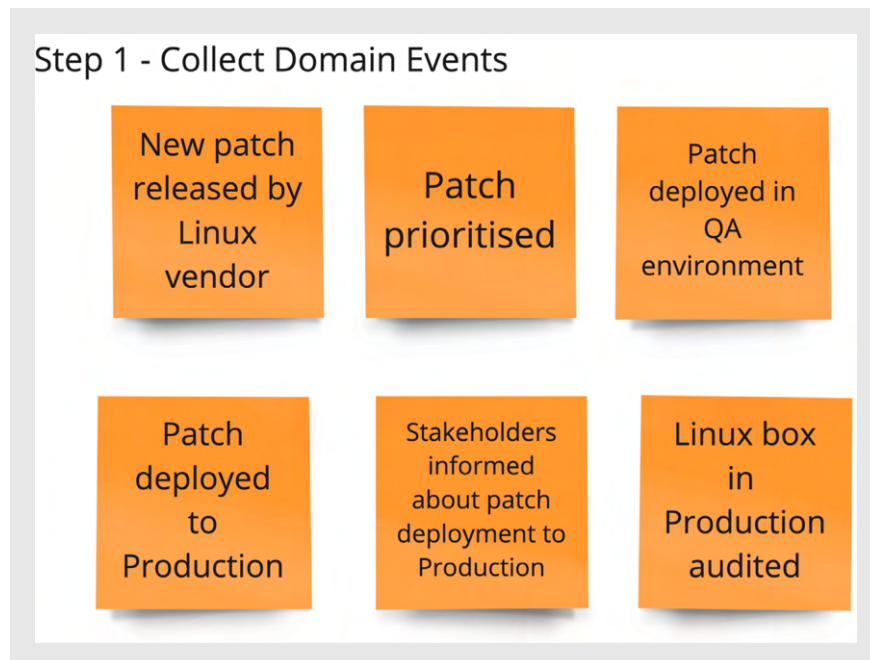 Step 1 - Collect Domain Events
New patch
released by
Linux
vendor
Patch
prioritised
Patch
deployed in
QA
environment
Patch
deployed
to
Production
Stakeholders
informed
about patch
deployment to
Production
Linux box
in
Production
audited